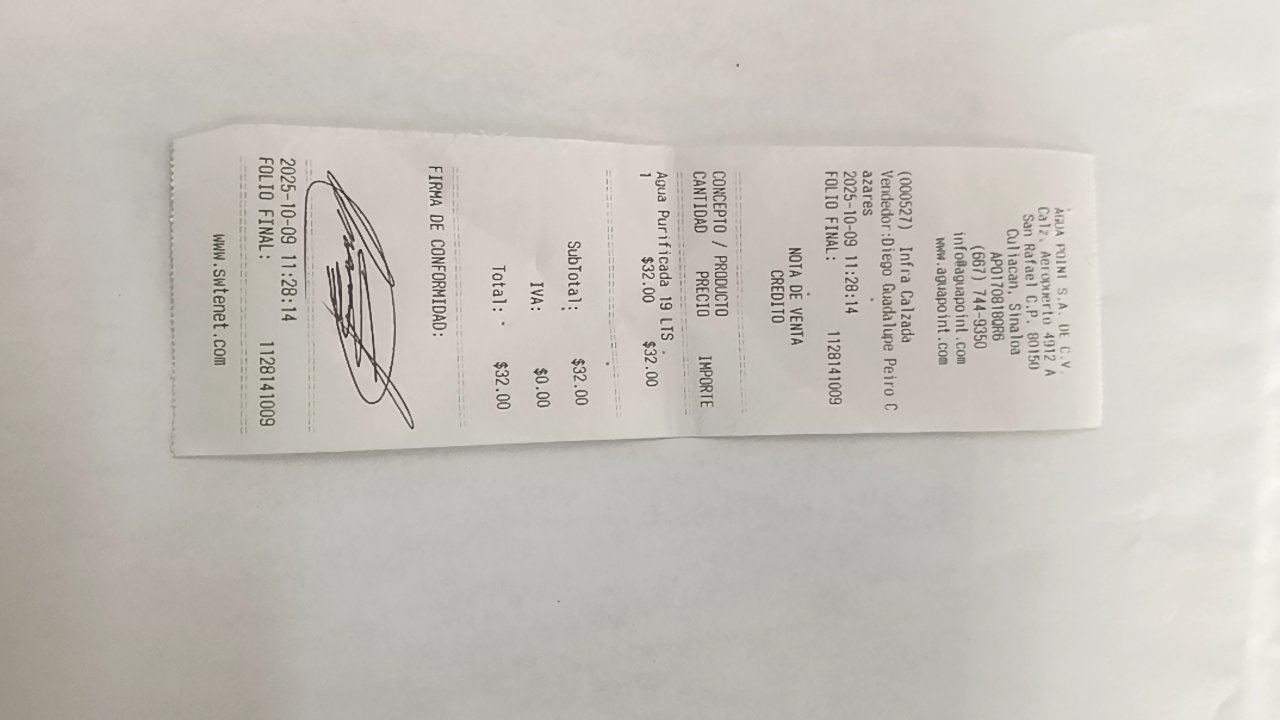 AGUA POINT S.A. DE C.V.
Calz. Aeropuerto 4912 A
San Rafael C.P. 80150
Culiacan, Sinaloa
APO170818QR6
(667) 744-9350
info@aguapoint.com
www.aguapoint.com
(000527) Infra Calzada
Vendedor:Diego Guadalupe Peiro C
azares
2025-10-09 11:28:14
FOLIO FINAL: 1128141009
NOTA DE VENTA
CREDITO
CONCEPTO / PRODUCTO
CANTIDAD PRECIO IMPORTE
Agua Purificada 19 LTS
1 $32.00 $32.00
SubTotal: $32.00
IVA: $0.00
Total: $32.00
FIRMA DE CONFORMIDAD:
2025-10-09 11:28:14
FOLIO FINAL: 1128141009
www.swtenet.com